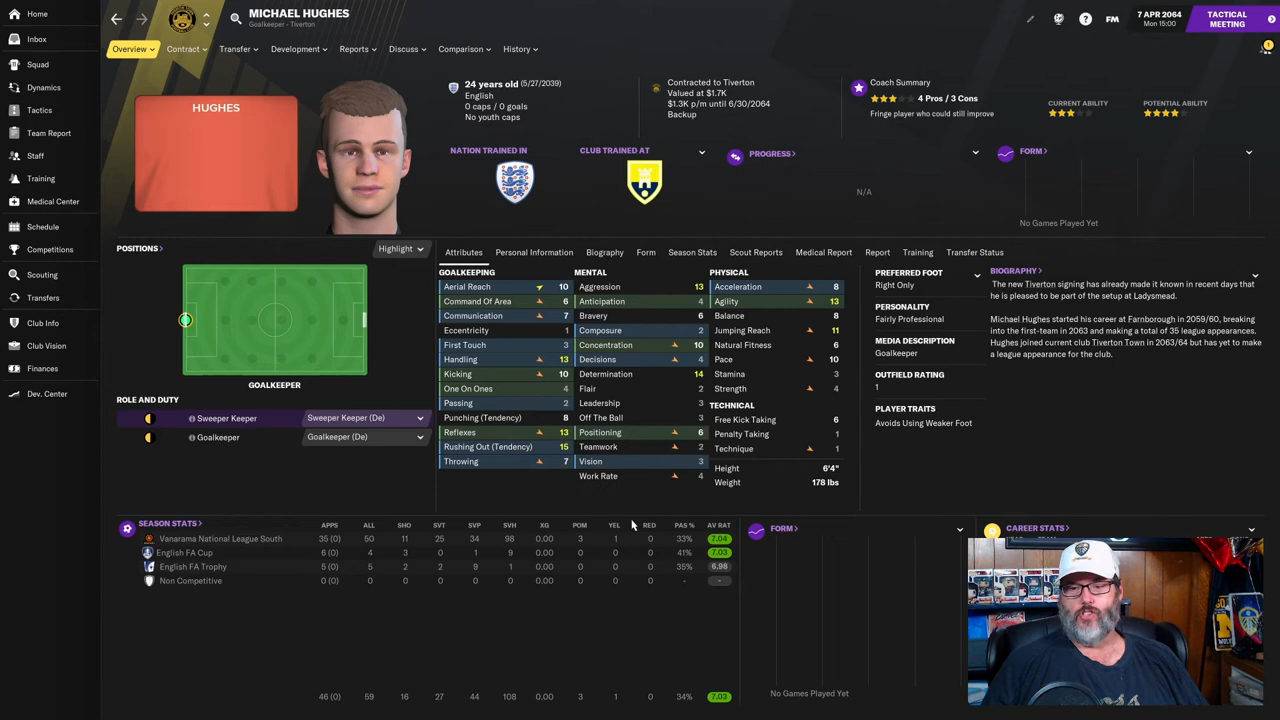 Home
Inbox
Squad
Dynamics
Tactics
Team Report
Staff
Training
Medical Center
Schedule
Competitions
Scouting
Transfers
Club Info
Club Vision
Finances
Dev. Center
MICHAEL HUGHES
Goalkeeper - Tiverton
FM
7 APR 2064
Mon 15:00
TACTICAL
MEETING
Overview
Contract
Transfer
Development
Reports
Discuss
Comparison
History
HUGHES
24 years old (5/27/2039)
English
0 caps / 0 goals
No youth caps
Contracted to Tiverton
Valued at $1.7K
$1.3K p/m until 6/30/2064
Backup
Coach Summary
4 Pros / 3 Cons
Fringe player who could still improve
CURRENT ABILITY
POTENTIAL ABILITY
NATION TRAINED IN
CLUB TRAINED AT
PROGRESS
N/A
FORM
No Games Played Yet
POSITIONS
Highlight
GOALKEEPER
ROLE AND DUTY
Sweeper Keeper Sweeper Keeper (De)
Goalkeeper Goalkeeper (De)
Attributes
Personal Information
Biography
Form
Season Stats
Scout Reports
Medical Report
Report
Training
Transfer Status
GOALKEEPING
Aerial Reach 10
Command Of Area 6
Communication 7
Eccentricity 1
First Touch 3
Handling 13
Kicking 10
One On Ones 4
Passing 2
Punching (Tendency) 8
Reflexes 13
Rushing Out (Tendency) 15
Throwing 7
MENTAL
Aggression 13
Anticipation 4
Bravery 6
Composure 2
Concentration 10
Decisions 4
Determination 14
Flair 2
Leadership 3
Off The Ball 3
Positioning 6
Teamwork 2
Vision 3
Work Rate 4
PHYSICAL
Acceleration 8
Agility 13
Balance 8
Jumping Reach 11
Natural Fitness 6
Pace 10
Stamina 3
Strength 4
TECHNICAL
Free Kick Taking 6
Penalty Taking 1
Technique 1
Height 6'4"
Weight 178 lbs
PREFERRED FOOT
Right Only
PERSONALITY
Fairly Professional
MEDIA DESCRIPTION
Goalkeeper
OUTFIELD RATING
1
PLAYER TRAITS
Avoids Using Weaker Foot
BIOGRAPHY
The new Tiverton signing has already made it known in recent days that
he is pleased to be part of the setup at Ladysmead.
Michael Hughes started his career at Farnborough in 2059/60, breaking
into the first-team in 2063 and making a total of 35 league appearances.
Hughes joined current club Tiverton Town in 2063/64 but has yet to make
a league appearance for the club.
SEASON STATS APPS ALL SHO SVT SVP SVH XG POM YEL RED PAS % AV RAT
Vanarama National League South 35 (0) 50 11 25 34 98 0.00 3 1 0 33% 7.04
English FA Cup 6 (0) 4 3 0 1 9 0.00 0 0 0 41% 7.03
English FA Trophy 5 (0) 5 2 2 9 1 0.00 0 0 0 35% 6.98
Non Competitive 0 (0) 0 0 0 0 0 0.00 0 0 0 - -
46 (0) 59 16 27 44 108 0.00 3 1 0 34% 7.03
FORM
No Games Played Yet
CAREER STATS